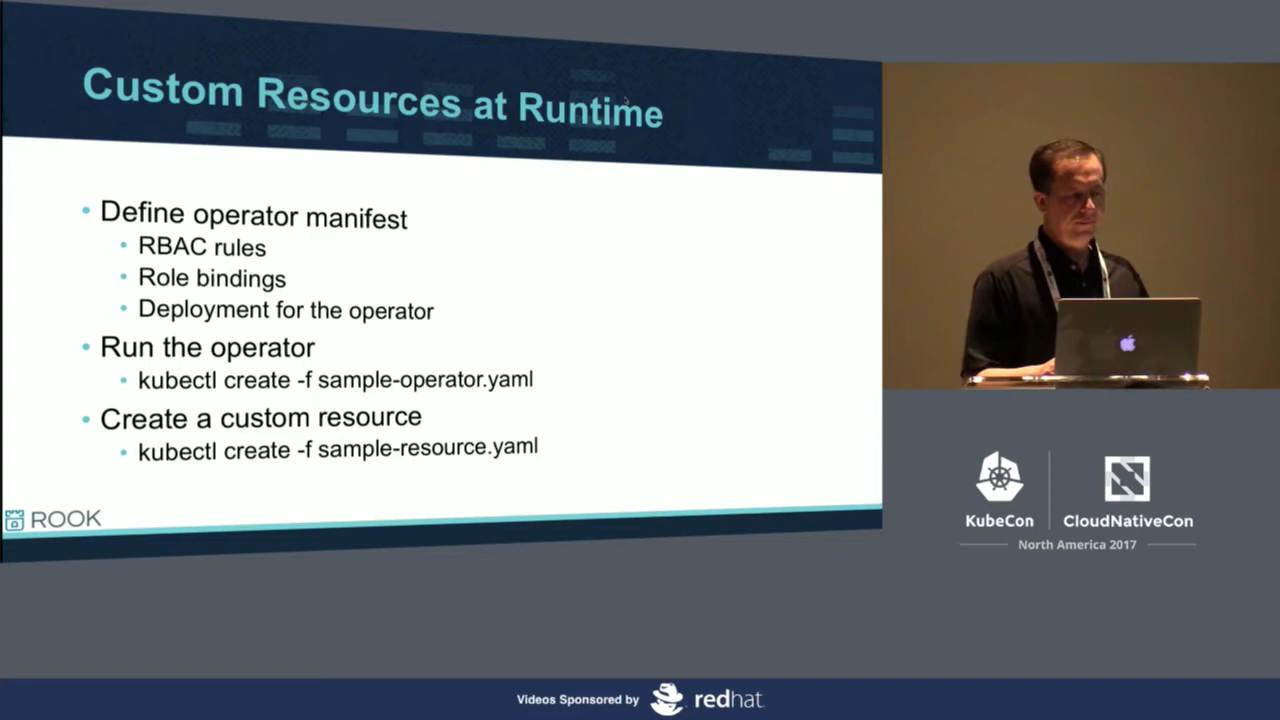 Custom Resources at Runtime
• Define operator manifest
• RBAC rules
• Role bindings
• Deployment for the operator
• Run the operator
• kubectl create -f sample-operator.yaml
• Create a custom resource
• kubectl create -f sample-resource.yaml
ROOK
KubeCon
CloudNativeCon
North America 2017
Videos Sponsored by
redhat.